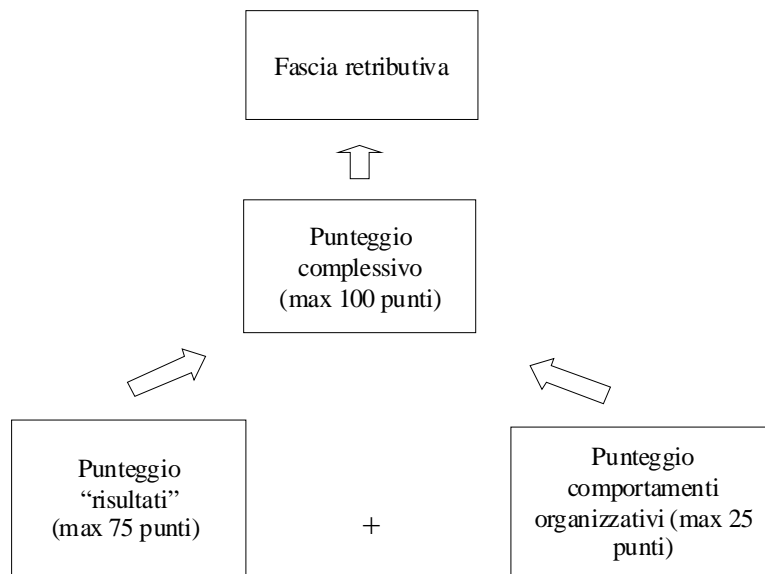 Fascia retributiva
Punteggio
complessivo
(max 100 punti)
Punteggio
“risultati”
(max 75 punti)
+
Punteggio
comportamenti
organizzativi (max 25
punti)